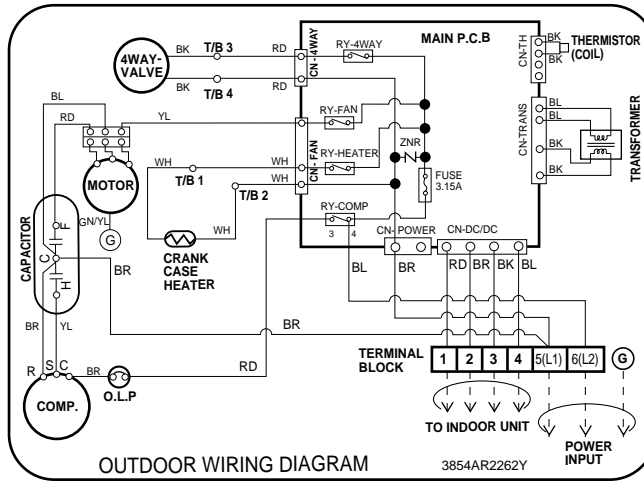 MAIN P.C.B
4WAY-
VALVE
BK
T/B 3
RD
CN-4WAY
RY-4WAY
BK
T/B 4
RD
CN-TH
BK
BK
THERMISTOR
(COIL)
BL
RD
YL
RY-FAN
CN-FAN
CN-TRANS
BL
BL
BK
BK
TRANSFORMER
MOTOR
GN/YL
G
WH
T/B 1
WH
RY-HEATER
ZNR
FUSE
3.15A
WH
T/B 2
WH
CRANK
CASE
HEATER
RY-COMP
3
4
CN-POWER
CN-DC/DC
CAPACITOR
F
C
H
BR
BL
BR
RD
BR
BK
BL
BR
YL
BR
R
S
C
BR
RD
COMP.
O.L.P
TERMINAL
BLOCK
1
2
3
4
5(L1)
6(L2)
G
TO INDOOR UNIT
POWER
INPUT
OUTDOOR WIRING DIAGRAM
3854AR2262Y